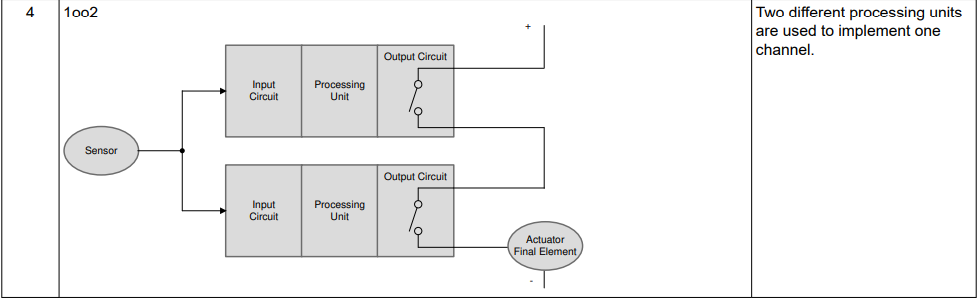 4
1oo2
Two different processing units
are used to implement one
channel.
+
Output Circuit
Input
Circuit
Processing
Unit
Sensor
Output Circuit
Input
Circuit
Processing
Unit
Actuator
Final Element
-